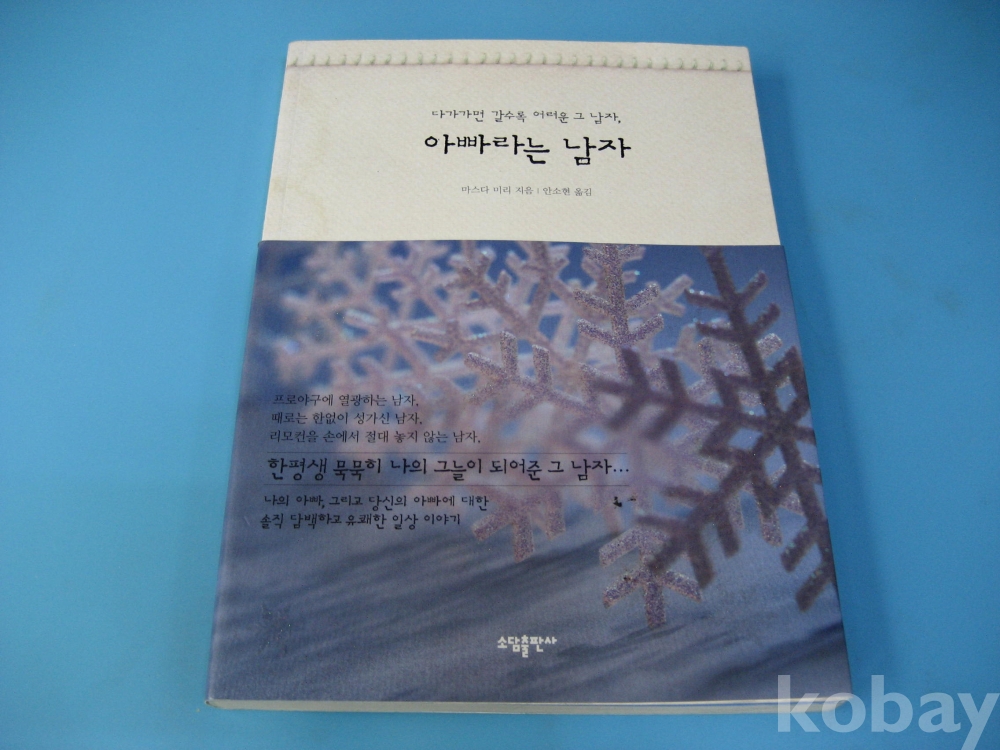 다가가면 갈수록 어려운 그 남자,
아빠라는 남자
마스다 미리 지음 | 안소현 옮김
프로야구에 열광하는 남자,
때로는 한없이 성가신 남자,
리모컨을 손에서 절대 놓지 않는 남자,
한평생 묵묵히 나의 그늘이 되어준 그 남자...
나의 아빠, 그리고 당신의 아빠에 대한
솔직 담백하고 유쾌한 일상 이야기
소담출판사
kobay